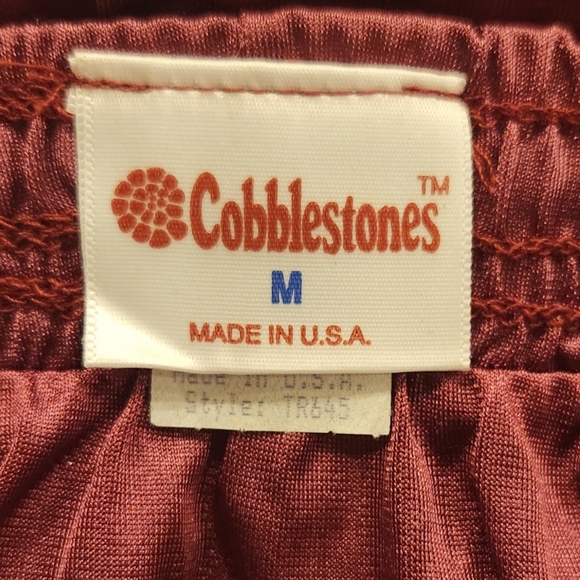 Cobblestones™
M
MADE IN U.S.A.
Made in U.S.A.
Style: TR645